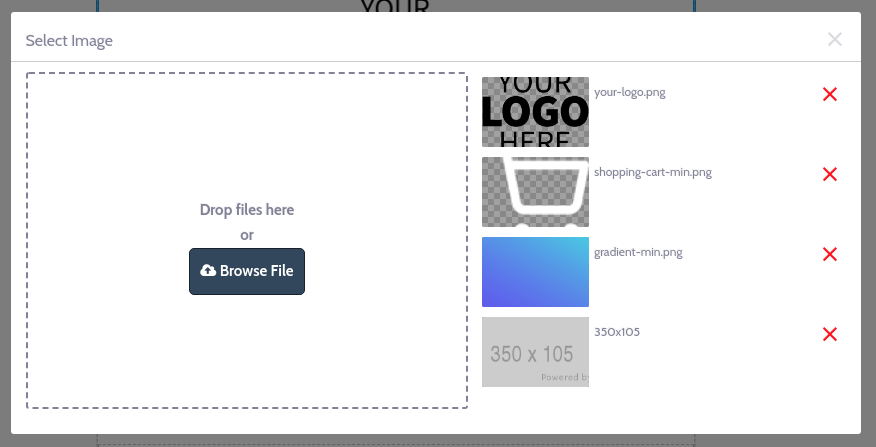 YOUR
Select Image
Drop files here
or
Browse File
YOUR
LOGO
HERE
your-logo.png
shopping-cart-min.png
gradient-min.png
350 x 105
Powered by
350x105